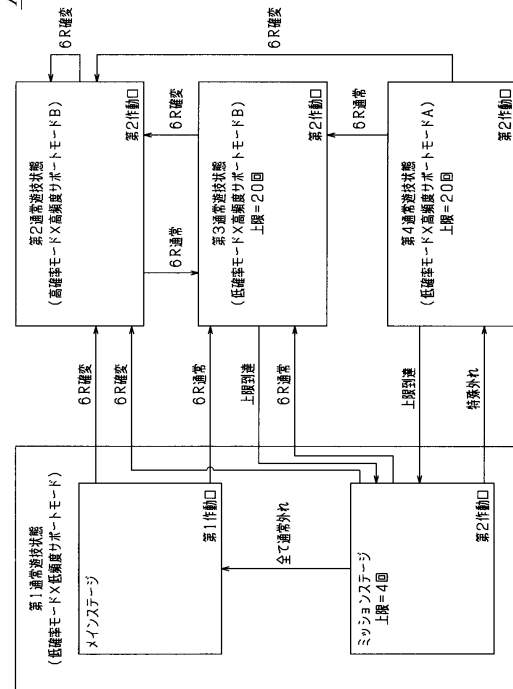 第1通常遊技状態
(低確率モード×低頻度サポートモード)
メインステージ
第1作動口
全て通常外れ
ミッションステージ
上限=4回
第2作動口
6R確変
6R確変
6R通常
上限到達
6R通常
上限到達
特殊外れ
第2通常遊技状態
(高確率モード×高頻度サポートモードB)
第2作動口
6R確変
6R通常
6R確変
第3通常遊技状態
(低確率モード×高頻度サポートモードB)
上限=20回
第2作動口
6R通常
6R確変
第4通常遊技状態
(低確率モード×高頻度サポートモードA)
上限=20回
第2作動口